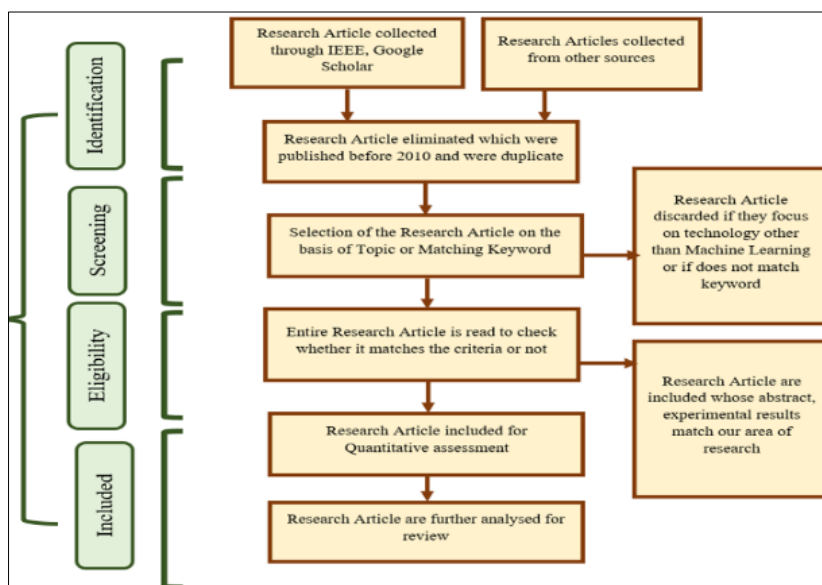 Identification
Research Article collected
through IEEE, Google
Scholar
Research Articles collected
from other sources
Research Article eliminated which were
published before 2010 and were duplicate
Screening
Selection of the Research Article on the
basis of Topic or Matching Keyword
Research Article
discarded if they focus
on technology other
than Machine Learning
or if does not match
keyword
Eligibility
Entire Research Article is read to check
whether it matches the criteria or not
Research Article are
included whose abstract,
experimental results
match our area of
research
Included
Research Article included for
Quantitative assessment
Research Article are further analysed for
review